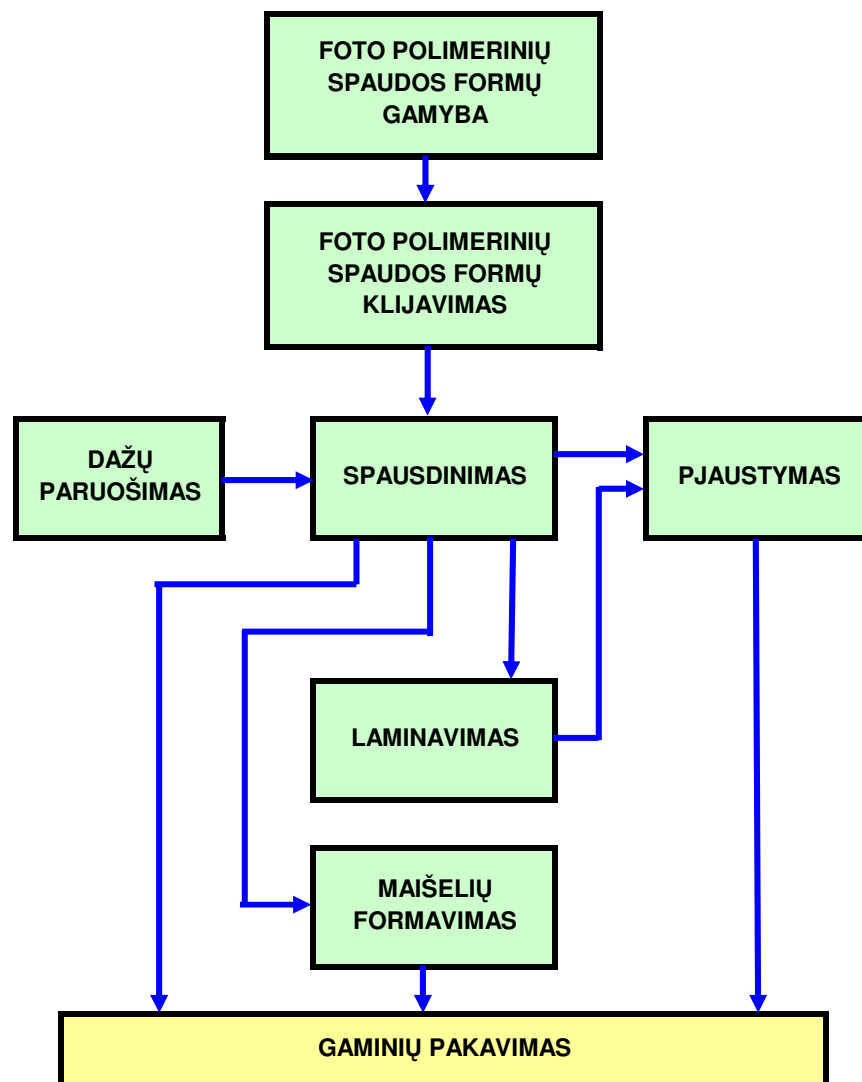 FOTO POLIMERINIŲ
SPAUDOS FORMŲ
GAMYBA
FOTO POLIMERINIŲ
SPAUDOS FORMŲ
KLIJAVIMAS
DAŽŲ
PARUOŠIMAS
SPAUSDINIMAS
PJAUSTYMAS
LAMINAVIMAS
MAIŠELIŲ
FORMAVIMAS
GAMINIŲ PAKAVIMAS